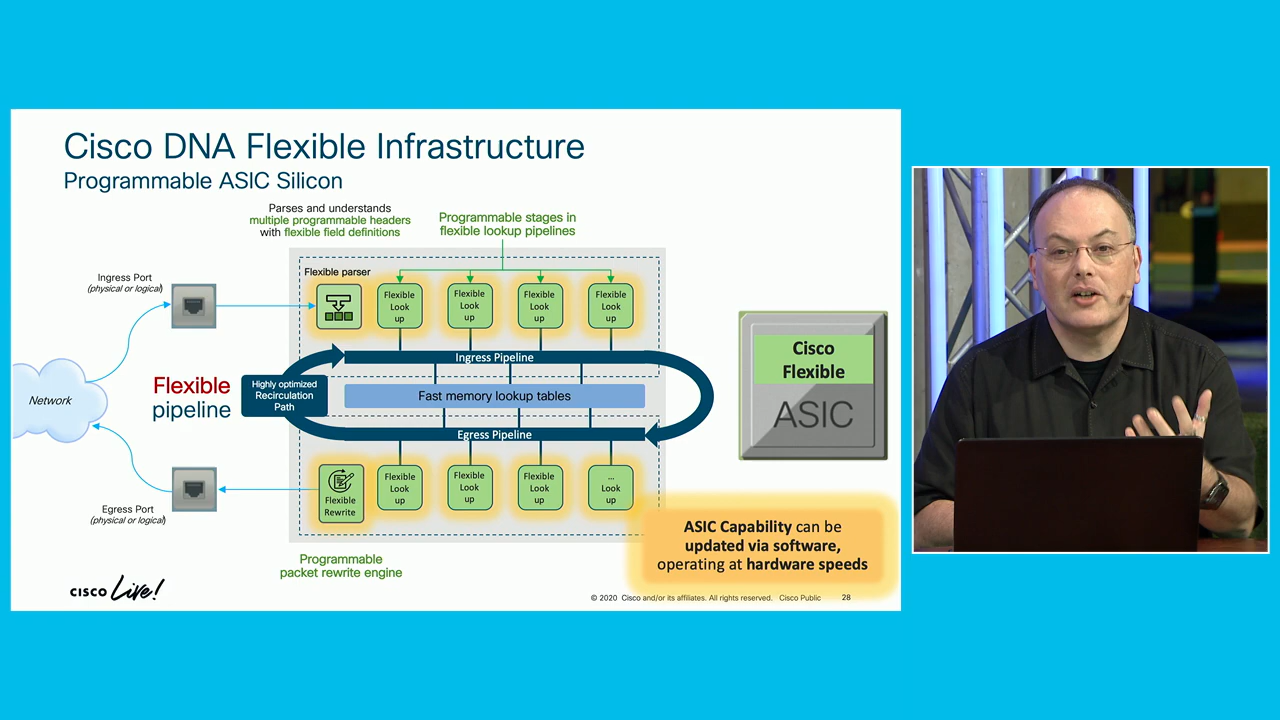 Cisco DNA Flexible Infrastructure
Programmable ASIC Silicon
Parses and understands
multiple programmable headers
with flexible field definitions
Programmable stages in
flexible lookup pipelines
Ingress Port
(physical or logical)
Flexible parser
Flexible
Look
up
Flexible
Look
up
Flexible
Look
up
Flexible
Look
up
Ingress Pipeline
Network
Flexible
pipeline
Highly optimized
Recirculation
Path
Fast memory lookup tables
Egress Pipeline
Cisco
Flexible
ASIC
Flexible
Rewrite
Flexible
Look
up
Flexible
Look
up
Flexible
Look
up
...
Look
up
Egress Port
(physical or logical)
Programmable
packet rewrite engine
ASIC Capability can be
updated via software,
operating at hardware speeds
CISCO Live!
© 2020 Cisco and/or its affiliates. All rights reserved. Cisco Public 28